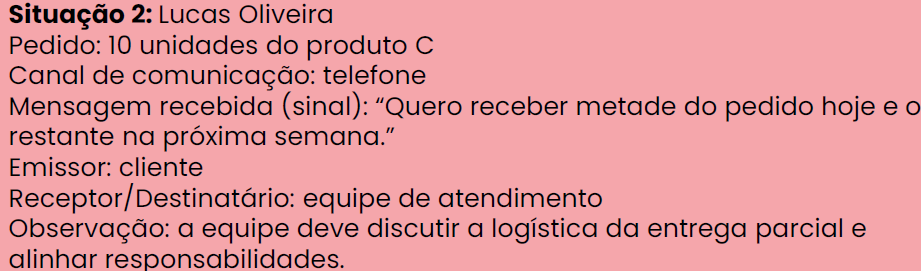 Situação 2: Lucas Oliveira
Pedido: 10 unidades do produto C
Canal de comunicação: telefone
Mensagem recebida (sinal): “Quero receber metade do pedido hoje e o
restante na próxima semana.”
Emissor: cliente
Receptor/Destinatário: equipe de atendimento
Observação: a equipe deve discutir a logística da entrega parcial e
alinhar responsabilidades.